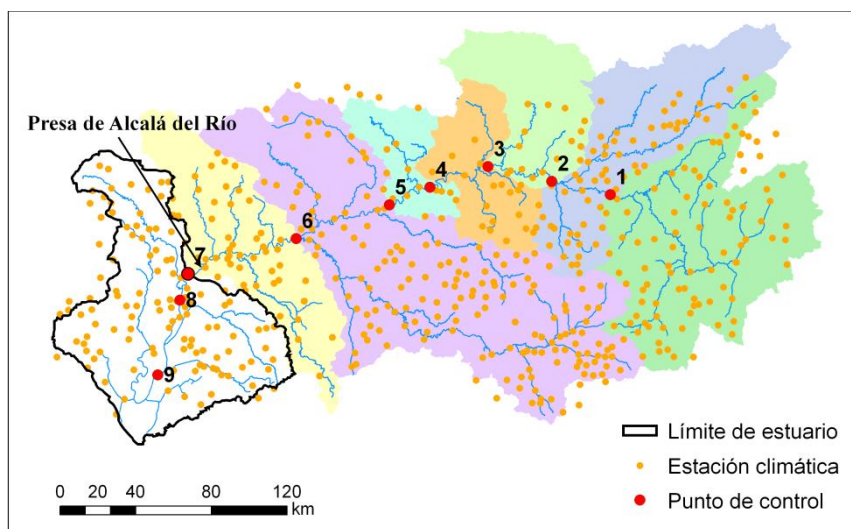 Presa de Alcalá del Río
3
2
1
4
5
6
7
8
9
Límite de estuario
Estación climática
Punto de control
0 20 40 80 120
km